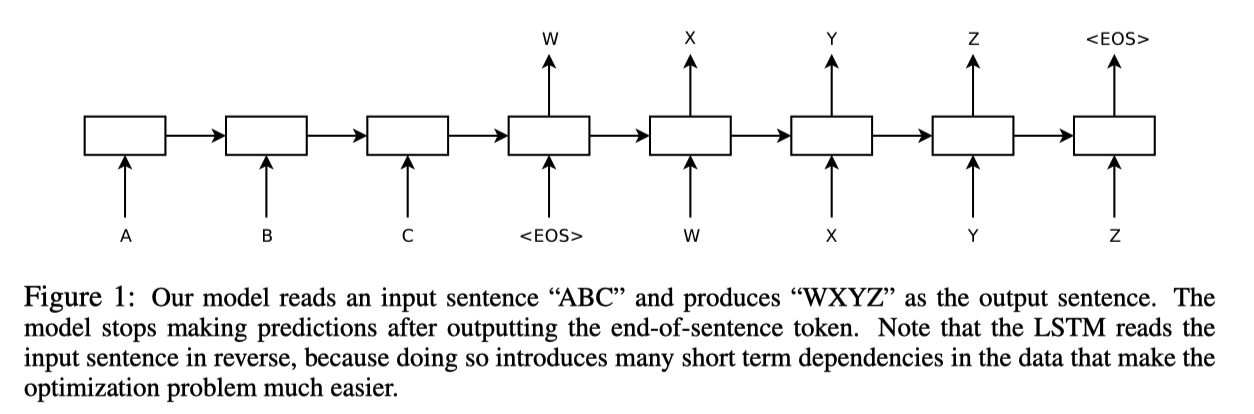 W X Y Z <EOS>
A B C <EOS> W X Y Z
Figure 1: Our model reads an input sentence “ABC” and produces “WXYZ” as the output sentence. The
model stops making predictions after outputting the end-of-sentence token. Note that the LSTM reads the
input sentence in reverse, because doing so introduces many short term dependencies in the data that make the
optimization problem much easier.